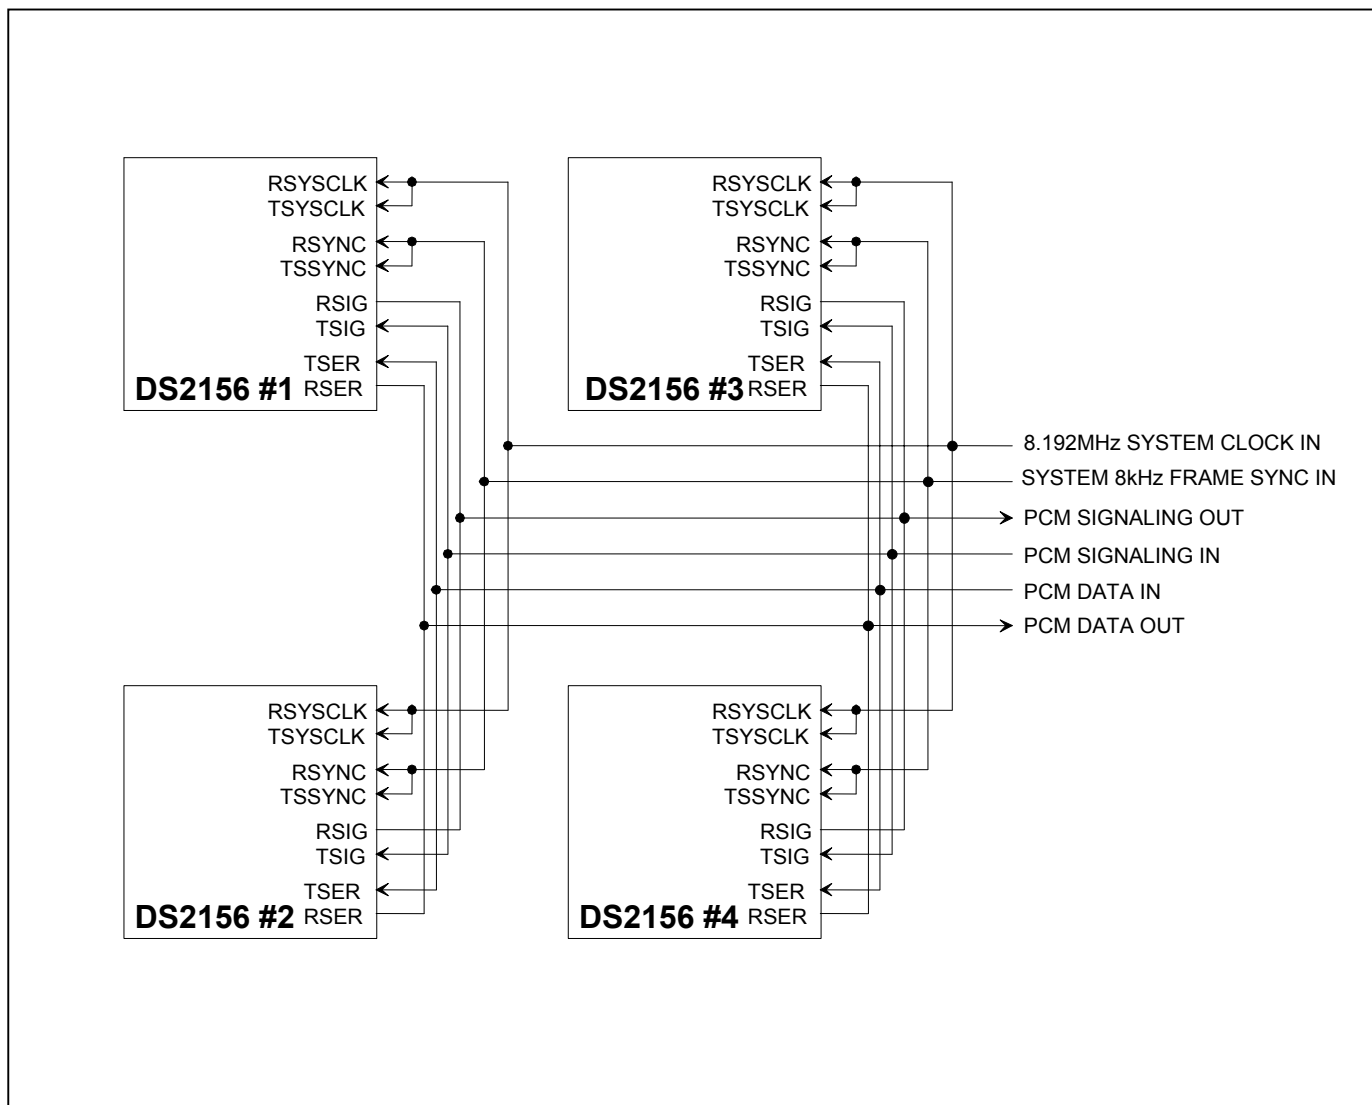 RSYSCLK
TSYSCLK
RSYNC
TSSYNC
RSIG
TSIG
TSER
DS2156 #1 RSER
RSYSCLK
TSYSCLK
RSYNC
TSSYNC
RSIG
TSIG
TSER
DS2156 #3 RSER
8.192MHz SYSTEM CLOCK IN
SYSTEM 8kHz FRAME SYNC IN
PCM SIGNALING OUT
PCM SIGNALING IN
PCM DATA IN
PCM DATA OUT
RSYSCLK
TSYSCLK
RSYNC
TSSYNC
RSIG
TSIG
TSER
DS2156 #2 RSER
RSYSCLK
TSYSCLK
RSYNC
TSSYNC
RSIG
TSIG
TSER
DS2156 #4 RSER